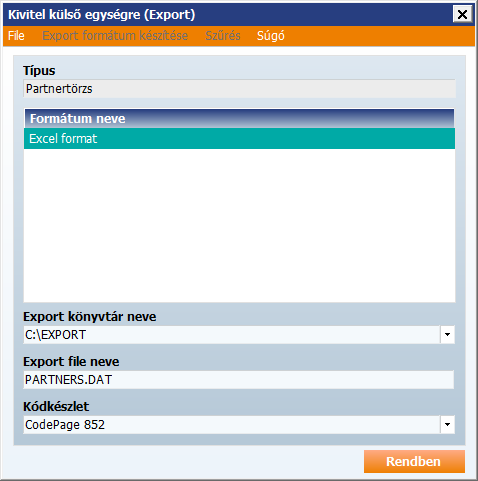 Kivitel külső egységre (Export)
File Export formátum készítése Szűrés Súgó
Típus
Partnertörzs
Formátum neve
Excel format
Export könyvtár neve
C:\EXPORT
Export file neve
PARTNERS.DAT
Kódkészlet
CodePage 852
Rendben